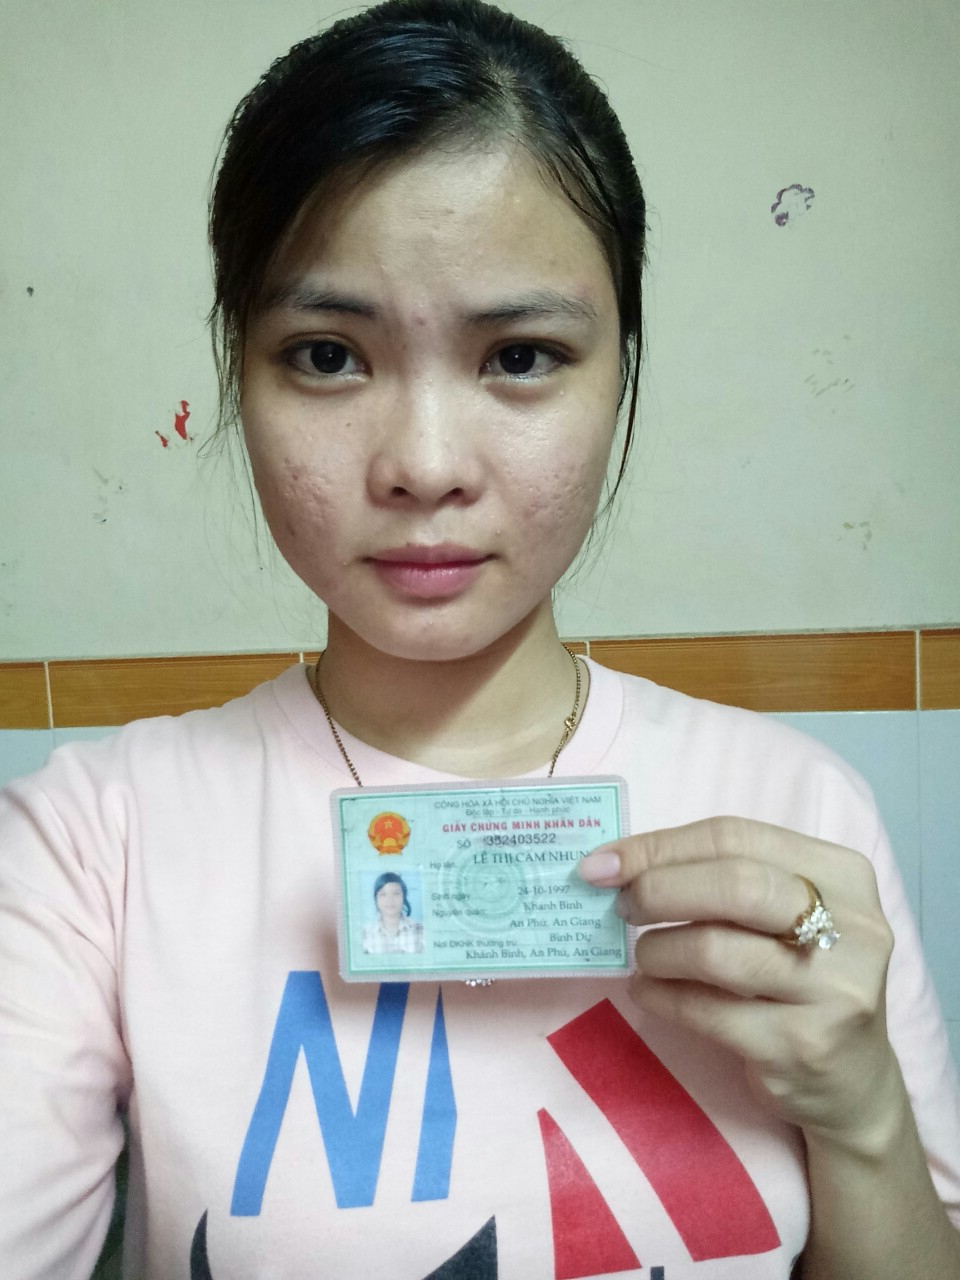 CỘNG HÒA XÃ HỘI CHỦ NGHĨA VIỆT NAM
Độc lập - Tự do - Hạnh phúc
GIẤY CHỨNG MINH NHÂN DÂN
SỐ 352403522
Họ tên: LÊ THỊ CẨM NHUN
Sinh ngày: 24-10-1997
Nguyên quán: Khánh Bình
An Phú, An Giang
Nơi ĐKHK thường trú: Bình Di
Khánh Bình, An Phú, An Giang